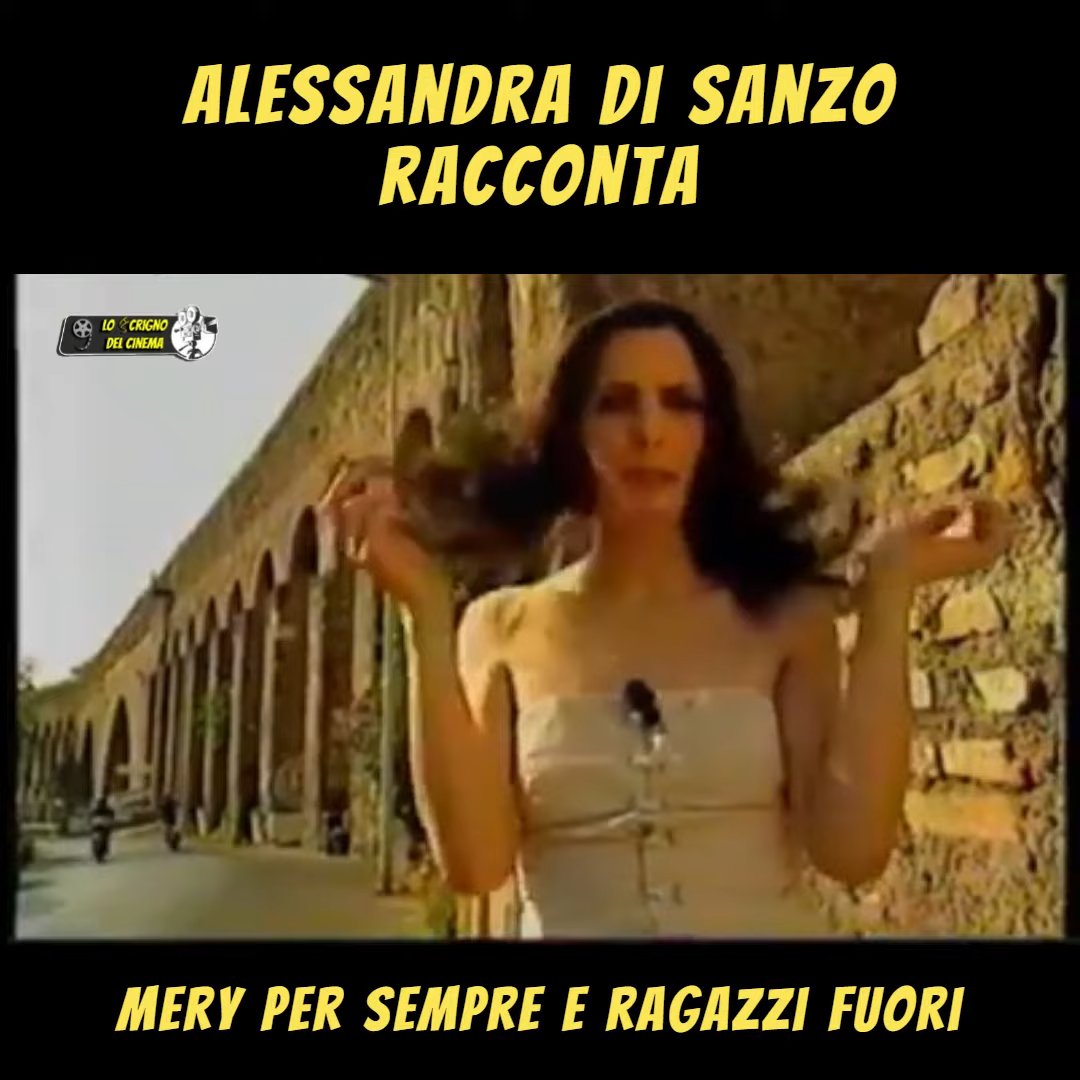 ALESSANDRA DI SANZO
RACCONTA
LO SCRIGNO
DEL CINEMA
MERY PER SEMPRE E RAGAZZI FUORI